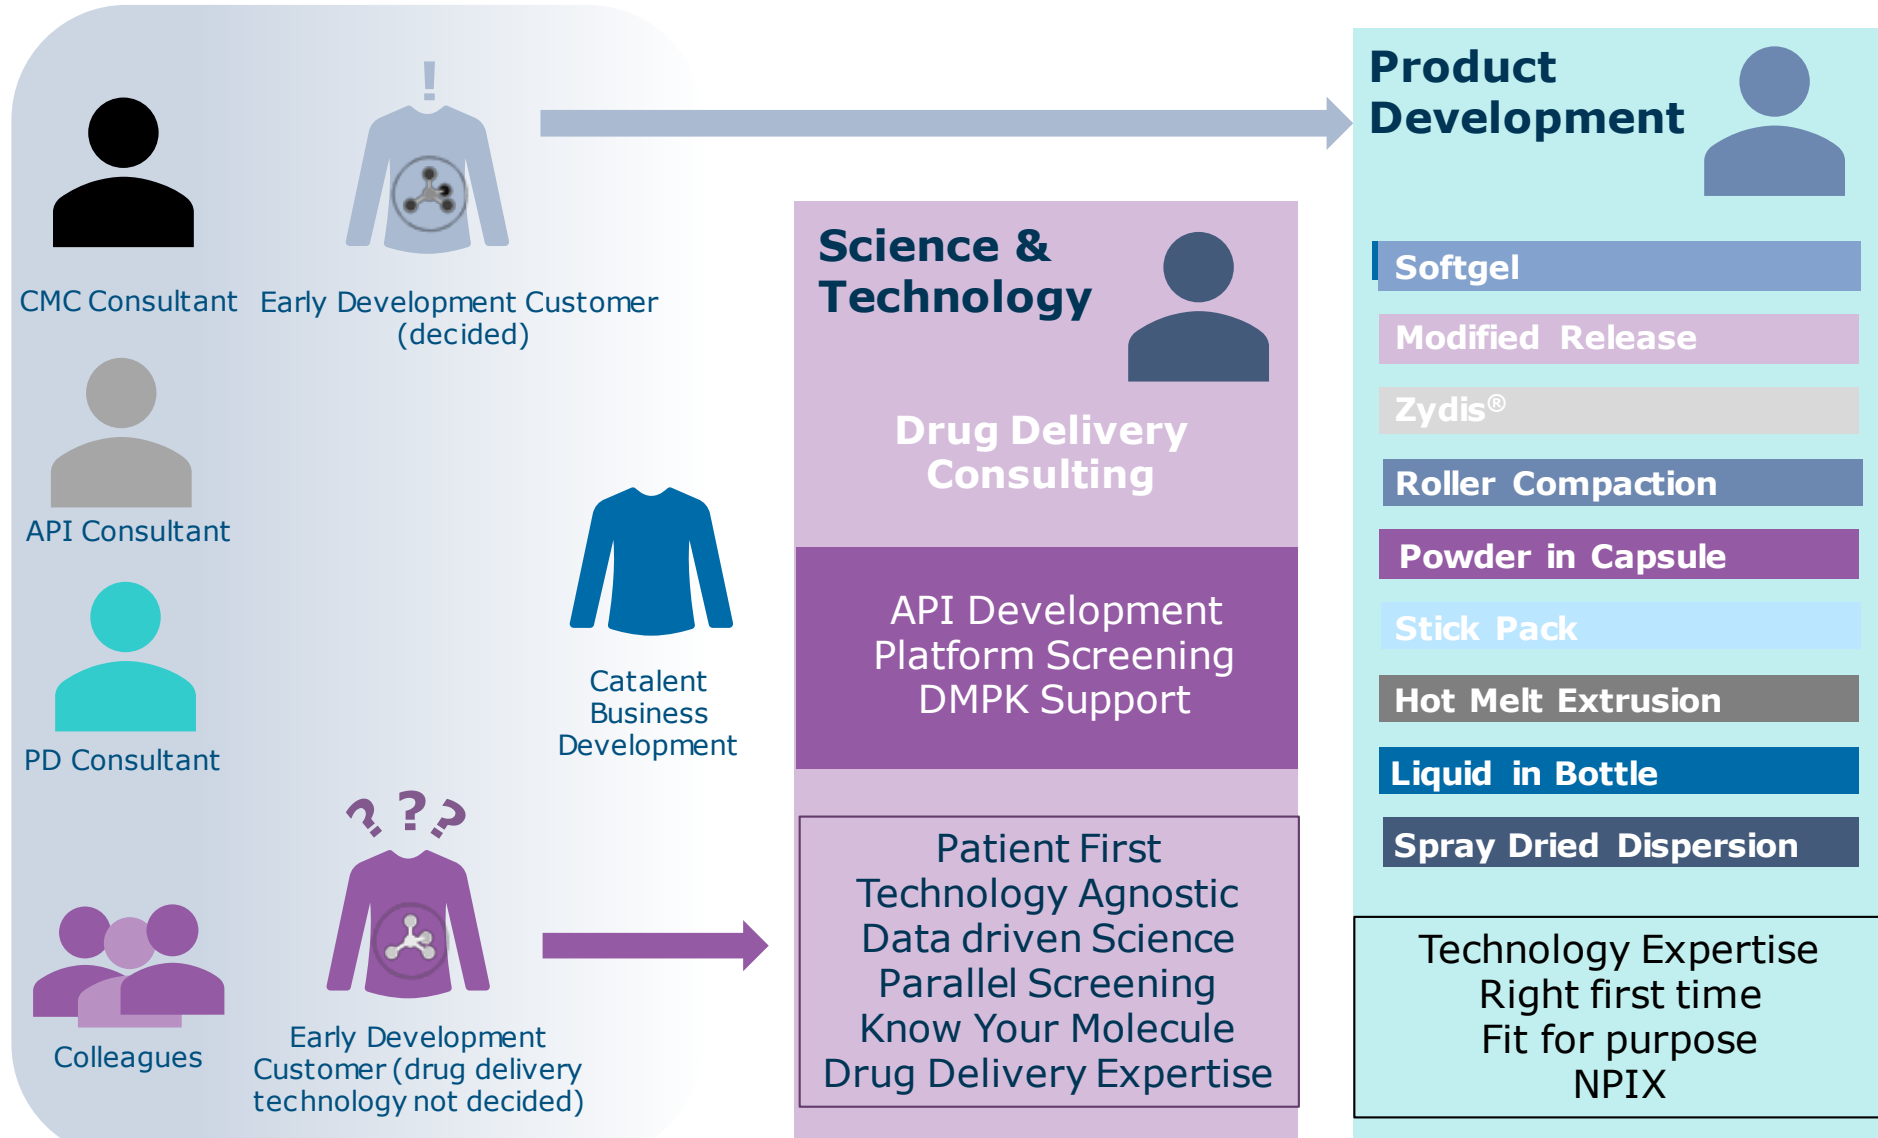 !
CMC Consultant
Early Development Customer
(decided)
API Consultant
PD Consultant
Colleagues
Catalent
Business
Development
???
Early Development
Customer (drug delivery
technology not decided)
Science &
Technology
Drug Delivery
Consulting
API Development
Platform Screening
DMPK Support
Patient First
Technology Agnostic
Data driven Science
Parallel Screening
Know Your Molecule
Drug Delivery Expertise
Product
Development
Softgel
Modified Release
Zydis®
Roller Compaction
Powder in Capsule
Stick Pack
Hot Melt Extrusion
Liquid in Bottle
Spray Dried Dispersion
Technology Expertise
Right first time
Fit for purpose
NPIX